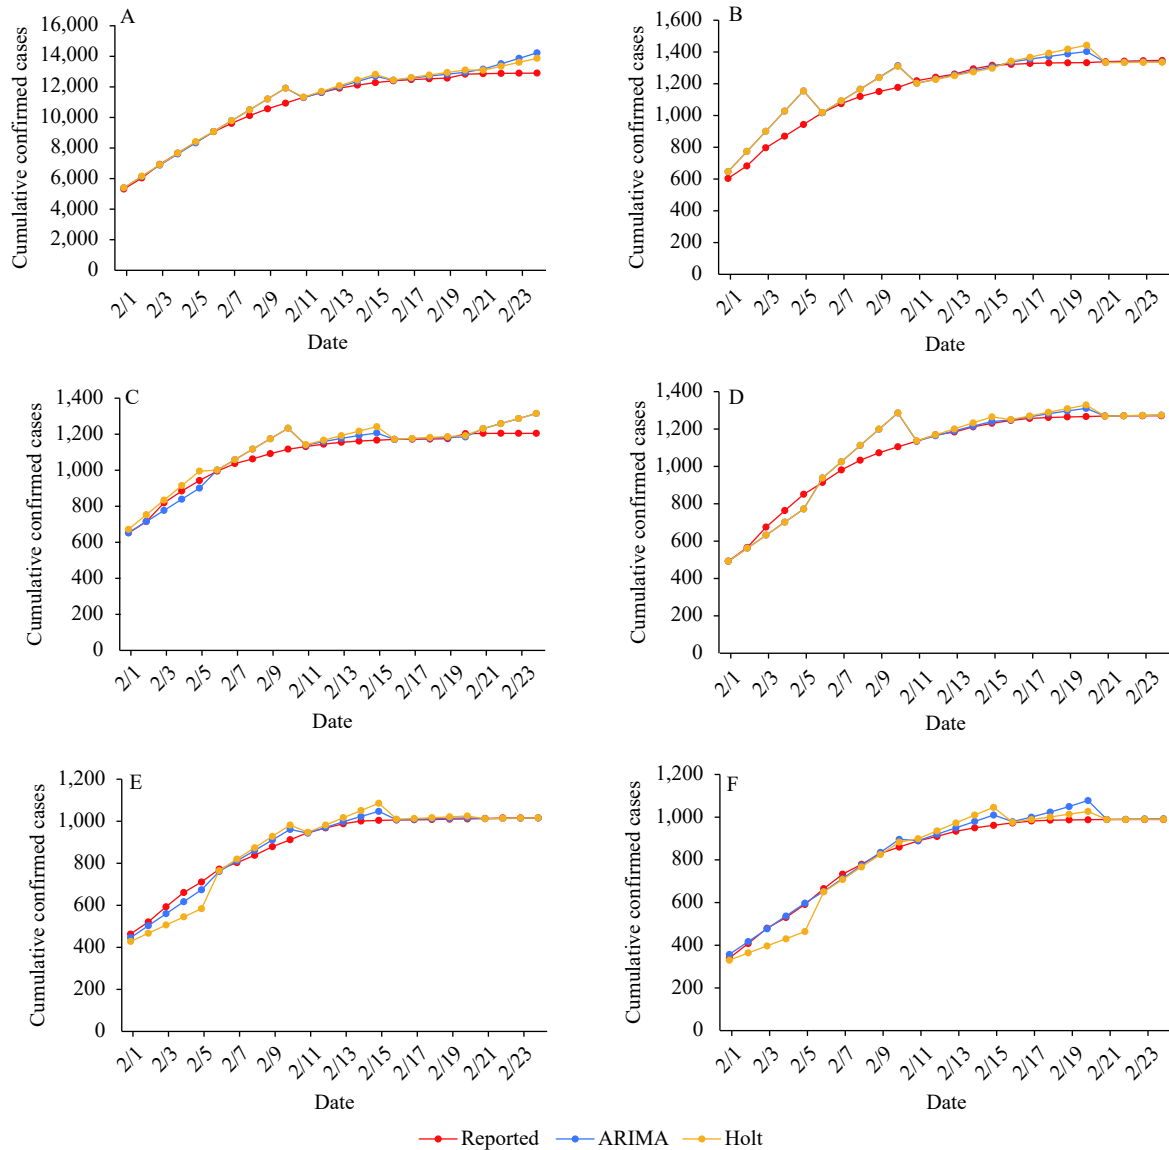 A
Cumulative confirmed cases
16,000
14,000
12,000
10,000
8,000
6,000
4,000
2,000
0
2/1 2/3 2/5 2/7 2/9 2/11 2/13 2/15 2/17 2/19 2/21 2/23
Date
B
Cumulative confirmed cases
1,600
1,400
1,200
1,000
800
600
400
200
0
2/1 2/3 2/5 2/7 2/9 2/11 2/13 2/15 2/17 2/19 2/21 2/23
Date
C
Cumulative confirmed cases
1,400
1,200
1,000
800
600
400
200
0
2/1 2/3 2/5 2/7 2/9 2/11 2/13 2/15 2/17 2/19 2/21 2/23
Date
D
Cumulative confirmed cases
1,400
1,200
1,000
800
600
400
200
0
2/1 2/3 2/5 2/7 2/9 2/11 2/13 2/15 2/17 2/19 2/21 2/23
Date
E
Cumulative confirmed cases
1,200
1,000
800
600
400
200
0
2/1 2/3 2/5 2/7 2/9 2/11 2/13 2/15 2/17 2/19 2/21 2/23
Date
F
Cumulative confirmed cases
1,200
1,000
800
600
400
200
0
2/1 2/3 2/5 2/7 2/9 2/11 2/13 2/15 2/17 2/19 2/21 2/23
Date
Reported ARIMA Holt